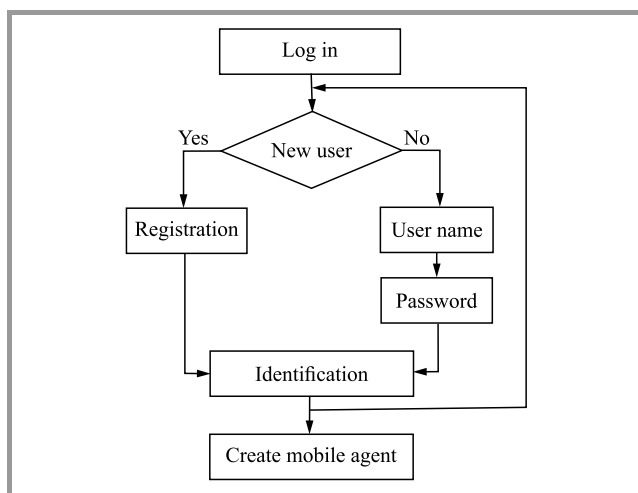 Log in
Yes
No
New user
Registration
User name
Password
Identification
Create mobile agent